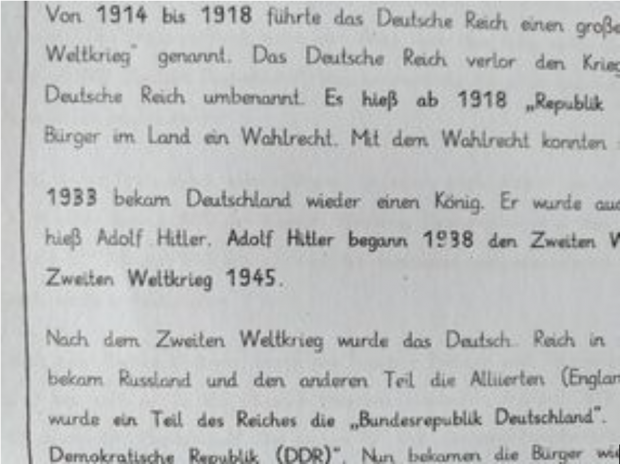 Von 1914 bis 1918 führte das Deutsche Reich einen große
Weltkrieg" genannt. Das Deutsche Reich verlor den Krieg
Deutsche Reich umbenannt. Es hieß ab 1918 „Republik
Bürger im Land ein Wahlrecht. Mit dem Wahlrecht konnten
1933 bekam Deutschland wieder einen König. Er wurde auc
hieß Adolf Hitler. Adolf Hitler begann 1938 den Zweiten W
Zweiten Weltkrieg 1945.
Nach dem Zweiten Weltkrieg wurde das Deutsch Reich in
bekam Russland und den anderen Teil die Alliierten (Englan
wurde ein Teil des Reiches die „Bundesrepublik Deutschland".
Demokratische Republik (DDR)". Nun bekamen die Bürger wie